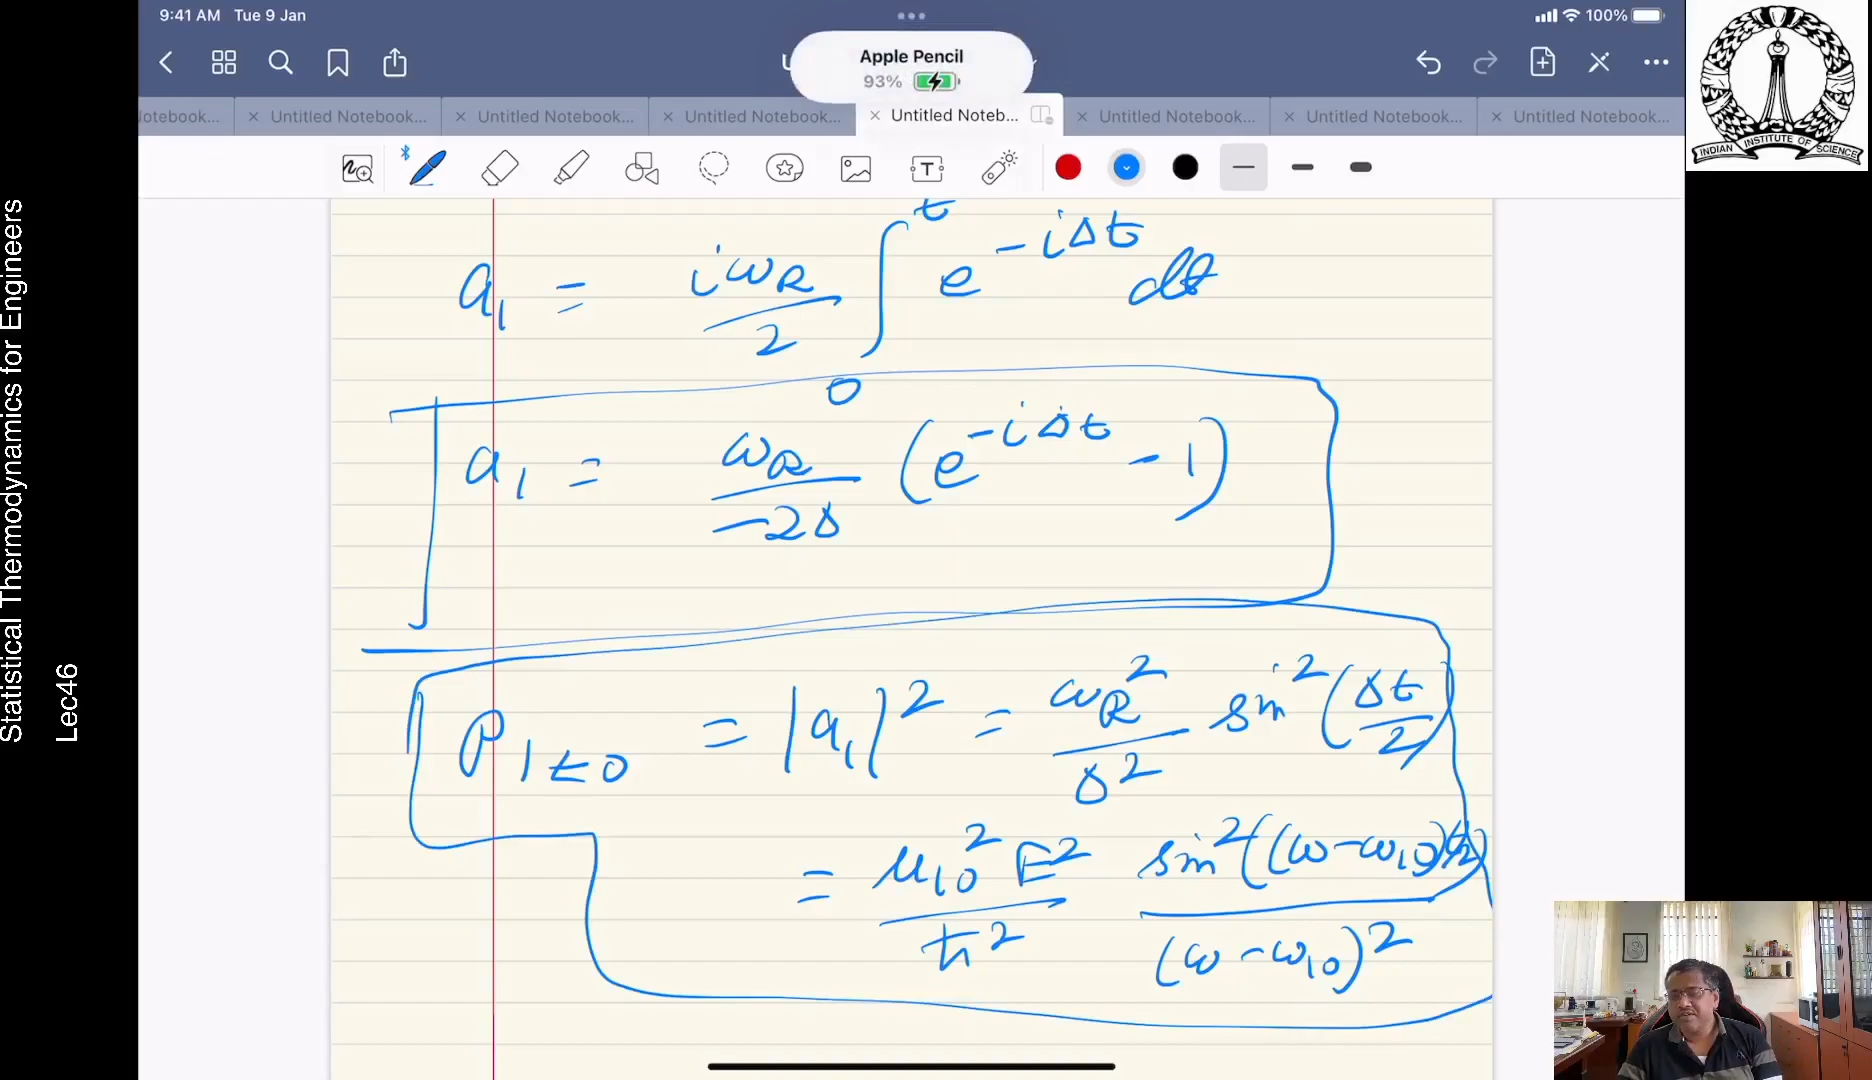 9:41 AM Tue 9 Jan
100%
Apple Pencil
93%
otebook...
× Untitled Notebook...
× Untitled Notebook...
× Untitled Notebook...
× Untitled Noteb...
× Untitled Notebook...
× Untitled Notebook...
× Untitled Notebook...
INDIAN INSTITUTE OF SCIENCE
Statistical Thermodynamics for Engineers
Lec46
a₁ = iω_R/2 ∫₀ᵗ e^(-iΔt) dt
a₁ = ω_R/(-2Δ) (e^(-iΔt) - 1)
P_(1←0) = |a₁|² = ω_R²/Δ² sin²(Δt/2)
= μ₁₀² E²/ħ² sin²((ω-ω₁₀)t/2)/(ω-ω₁₀)²